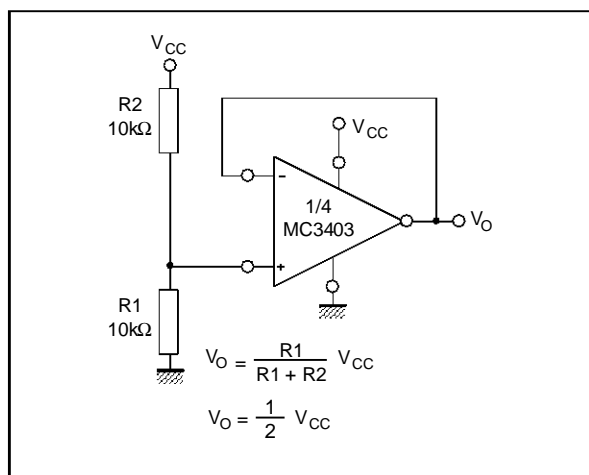 VCC
R2
10kΩ
VCC
-
1/4
MC3403
VO
+
R1
10kΩ
VO = R1 / R1 + R2 VCC
VO = 1 / 2 VCC